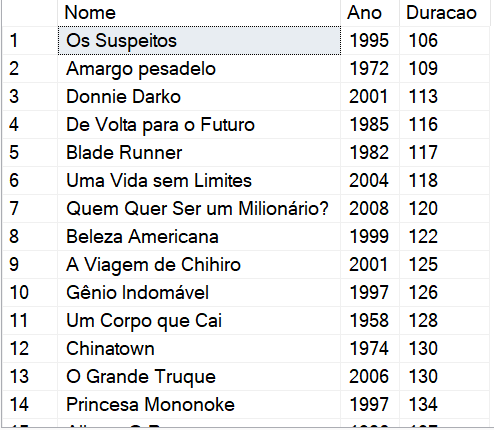 Nome Ano Duracao
1 Os Suspeitos 1995 106
2 Amargo pesadelo 1972 109
3 Donnie Darko 2001 113
4 De Volta para o Futuro 1985 116
5 Blade Runner 1982 117
6 Uma Vida sem Limites 2004 118
7 Quem Quer Ser um Milionário? 2008 120
8 Beleza Americana 1999 122
9 A Viagem de Chihiro 2001 125
10 Gênio Indomável 1997 126
11 Um Corpo que Cai 1958 128
12 Chinatown 1974 130
13 O Grande Truque 2006 130
14 Princesa Mononoke 1997 134